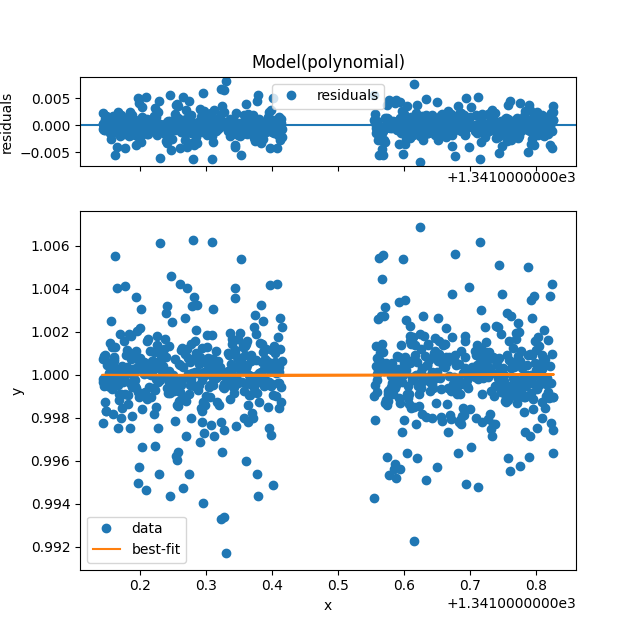 Model(polynomial)
residuals
0.005
0.000
−0.005
residuals
+1.3410000000e3
1.006
1.004
1.002
1.000
0.998
0.996
0.994
0.992
y
data
best-fit
0.2 0.3 0.4 0.5 0.6 0.7 0.8
x
+1.3410000000e3